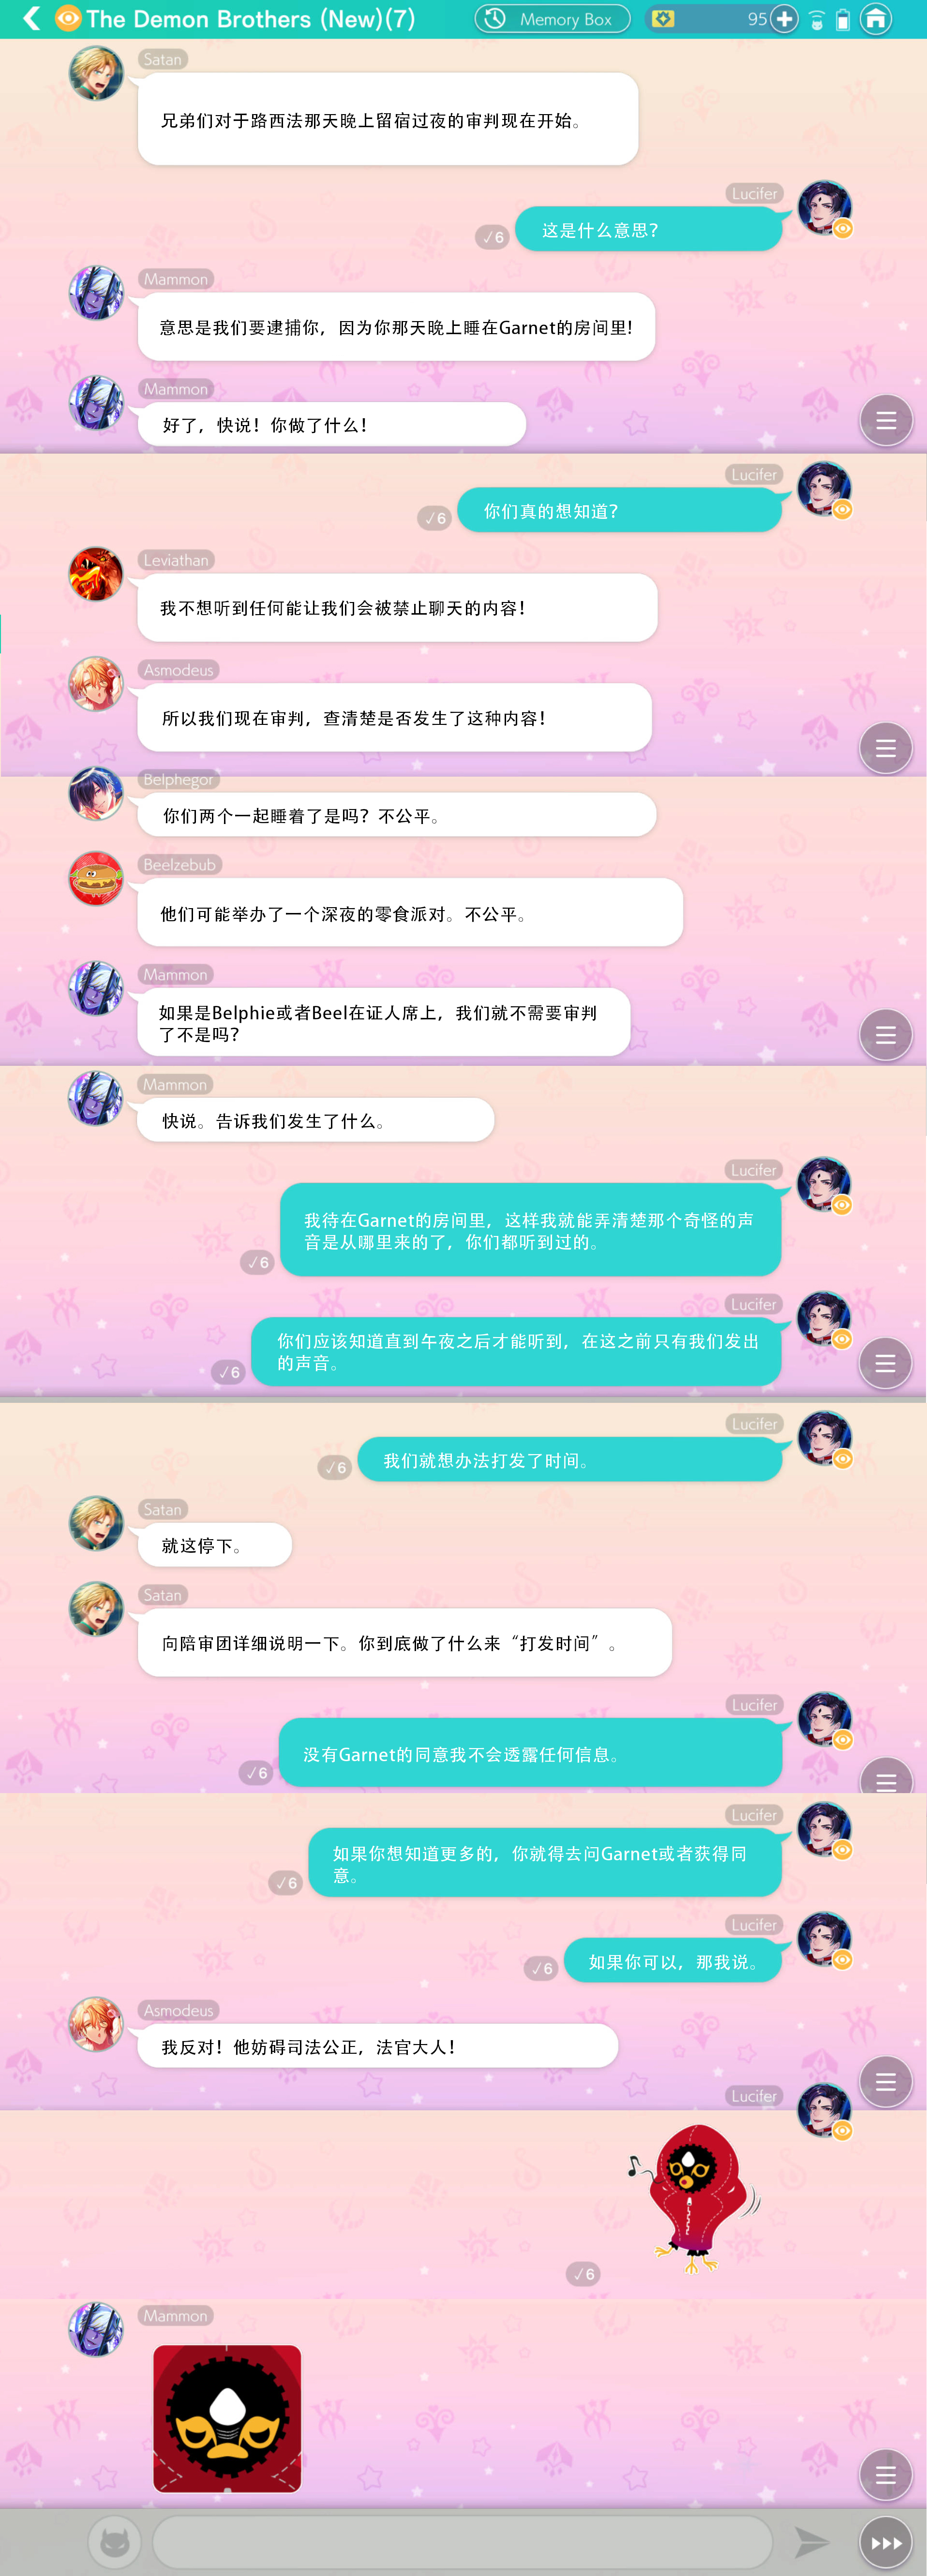 The Demon Brothers (New)(7)
Memory Box
95
Satan
兄弟们对于路西法那天晚上留宿过夜的审判现在开始。
Lucifer
这是什么意思？
✓6
Mammon
意思是我们要逮捕你，因为你那天晚上睡在Garnet的房间里！
Mammon
好了，快说！你做了什么！
Lucifer
你们真的想知道？
✓6
Leviathan
我不想听到任何能让我们会被禁止聊天的内容！
Asmodeus
所以我们现在审判，查清楚是否发生了这种内容！
Belphegor
你们两个一起睡着了是吗？不公平。
Beelzebub
他们可能举办了一个深夜的零食派对。不公平。
Mammon
如果是Belphie或者Beel在证人席上，我们就不需要审判
了不是吗？
Mammon
快说。告诉我们发生了什么。
Lucifer
我待在Garnet的房间里，这样我就能弄清楚那个奇怪的声
音是从哪里来的了，你们都听到过的。
✓6
Lucifer
你们应该知道直到午夜之后才能听到，在这之前只有我们发出
的声音。
✓6
Lucifer
我们就想办法打发了时间。
✓6
Satan
就这停下。
Satan
向陪审团详细说明一下。你到底做了什么来“打发时间”。
Lucifer
没有Garnet的同意我不会透露任何信息。
✓6
Lucifer
如果你想知道更多的，你就得去问Garnet或者获得同
意。
✓6
Lucifer
如果你可以，那我说。
✓6
Asmodeus
我反对！他妨碍司法公正，法官大人！
Lucifer
✓6
Mammon